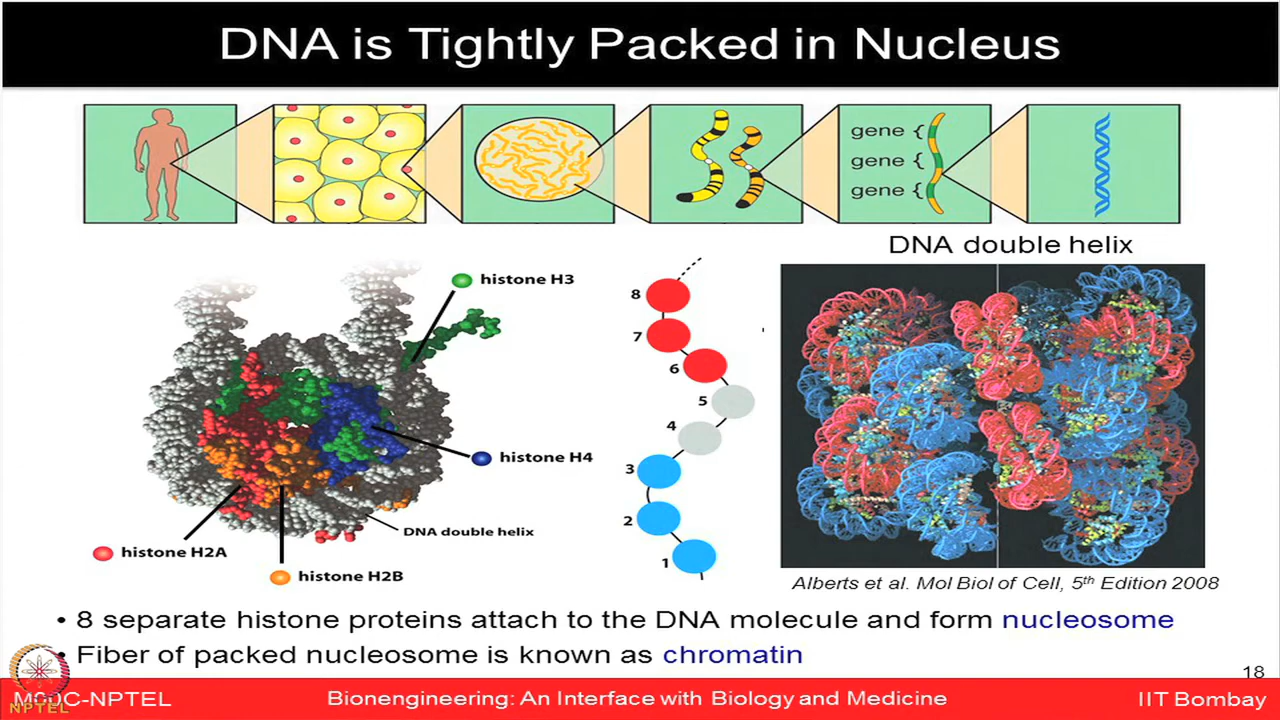 DNA is Tightly Packed in Nucleus
gene {
gene {
gene {
DNA double helix
histone H3
histone H4
DNA double helix
histone H2A
histone H2B
8
7
6
5
4
3
2
1
Alberts et al. Mol Biol of Cell, 5th Edition 2008
• 8 separate histone proteins attach to the DNA molecule and form nucleosome
• Fiber of packed nucleosome is known as chromatin
18
NPTEL
Bionengineering: An Interface with Biology and Medicine
IIT Bombay